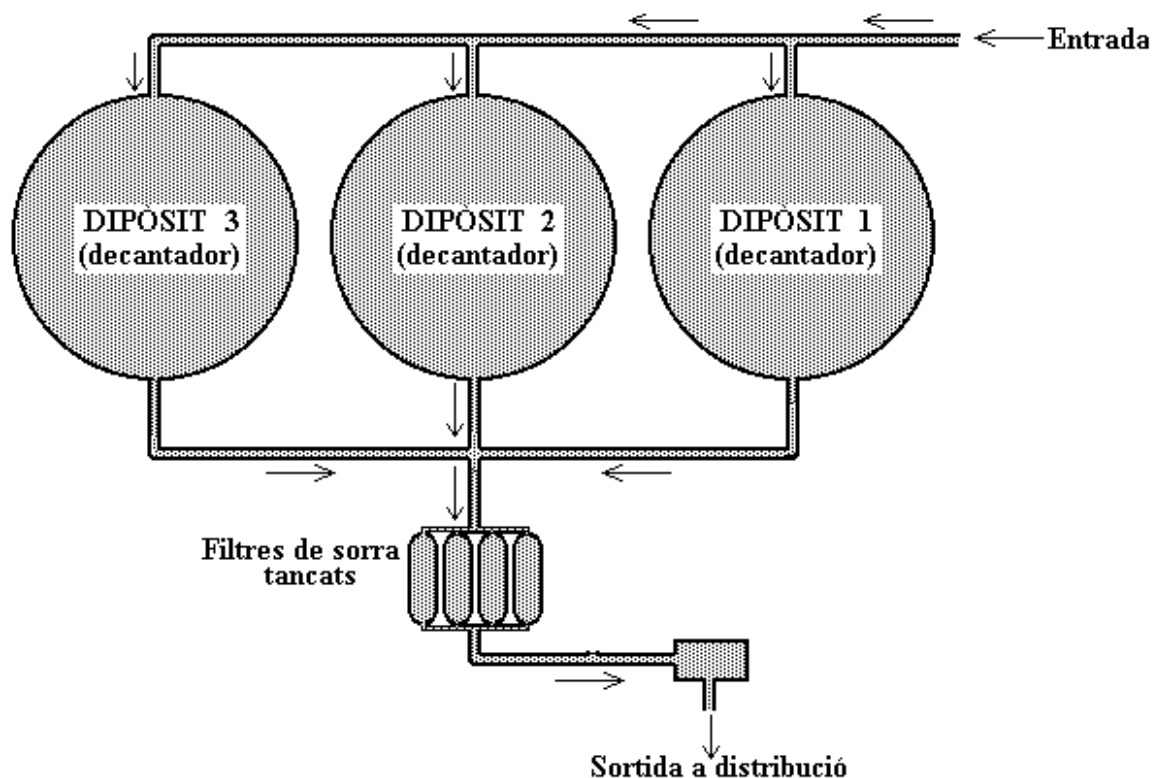 Entrada
DIPÒSIT 3
(decantador)
DIPÒSIT 2
(decantador)
DIPÒSIT 1
(decantador)
Filtres de sorra
tancats
Sortida a distribució